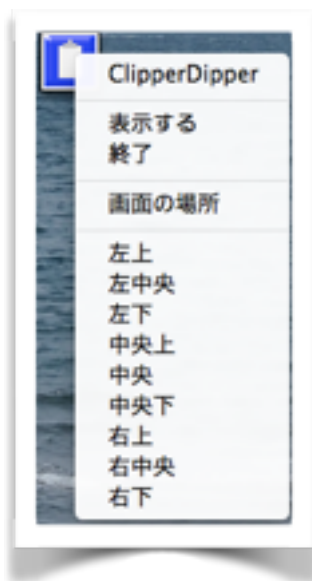 ClipperDipper
表示する
終了
画面の場所
左上
左中央
左下
中央上
中央
中央下
右上
右中央
右下